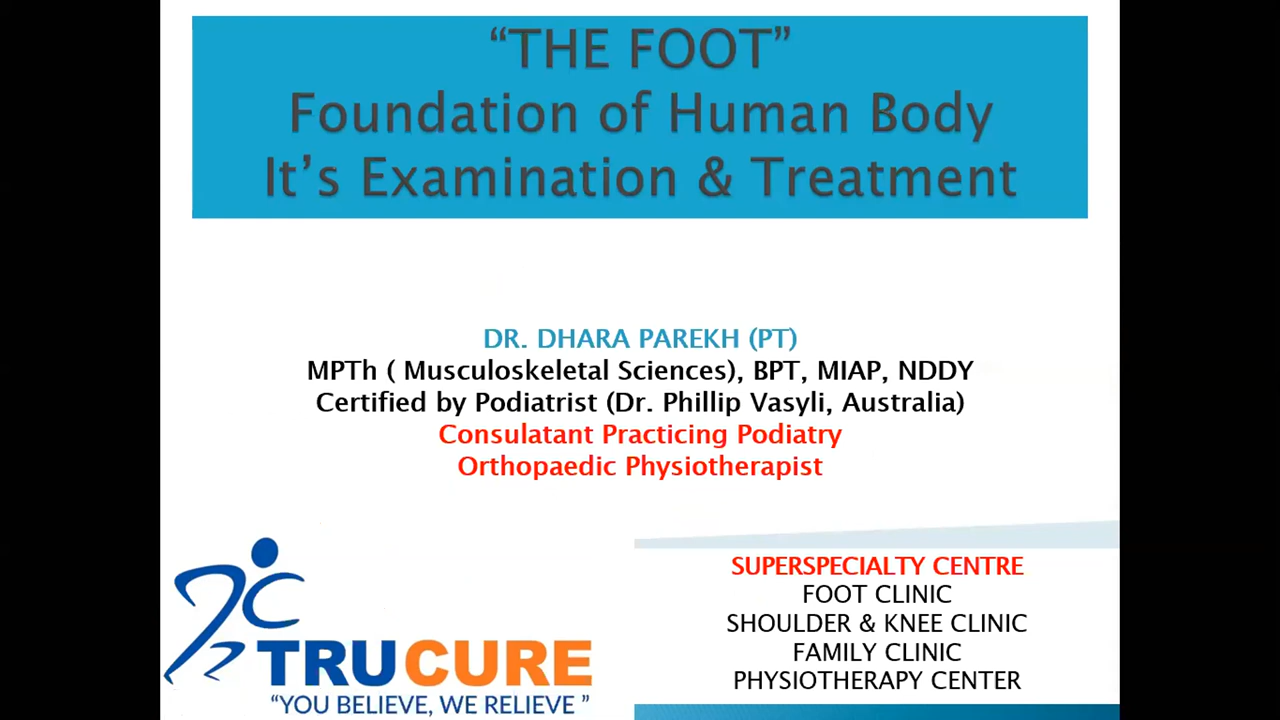 “THE FOOT”
Foundation of Human Body
It’s Examination & Treatment
DR. DHARA PAREKH (PT)
MPTh ( Musculoskeletal Sciences), BPT, MIAP, NDDY
Certified by Podiatrist (Dr. Phillip Vasyli, Australia)
Consulatant Practicing Podiatry
Orthopaedic Physiotherapist
TRUCURE
“YOU BELIEVE, WE RELIEVE ”
SUPERSPECIALTY CENTRE
FOOT CLINIC
SHOULDER & KNEE CLINIC
FAMILY CLINIC
PHYSIOTHERAPY CENTER